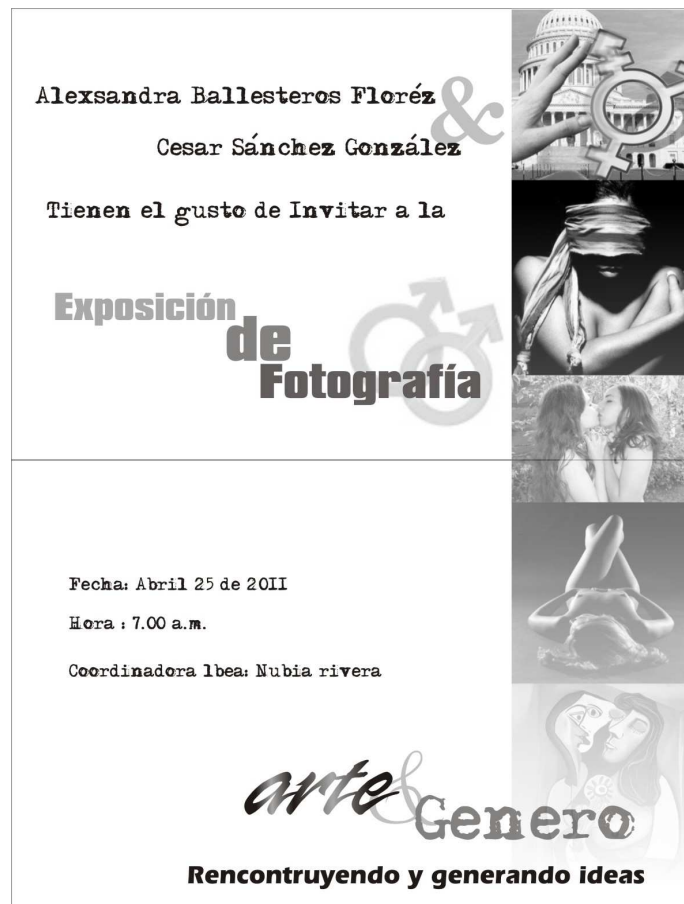 Alexsandra Ballesteros Floréz &
Cesar Sánchez González
Tienen el gusto de Invitar a la
Exposición
de
Fotografía
Fecha: Abril 25 de 2011
Hora : 7.00 a.m.
Coordinadora lbea: Nubia rivera
arte &
Genero
Rencontruyendo y generando ideas